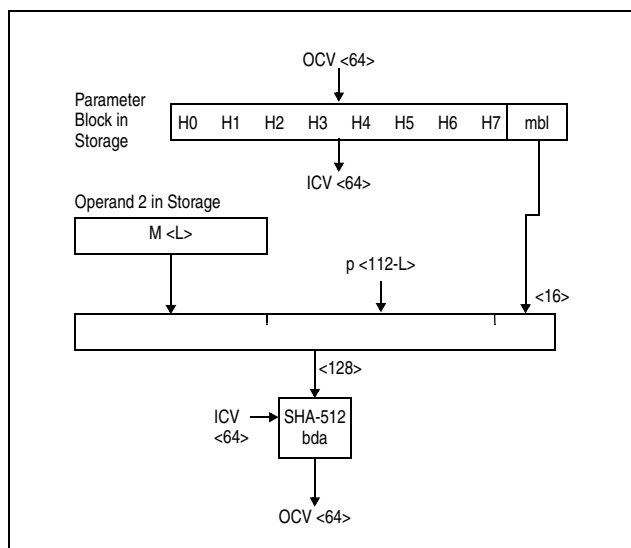 OCV <64>
Parameter
Block in
Storage
H0 H1 H2 H3 H4 H5 H6 H7 mbl
ICV <64>
Operand 2 in Storage
M <L>
p <112-L>
<16>
<128>
ICV
<64>
SHA-512
bda
OCV <64>